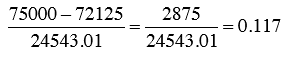 (75000 − 72125) / 24543.01 = 2875 / 24543.01 = 0.117